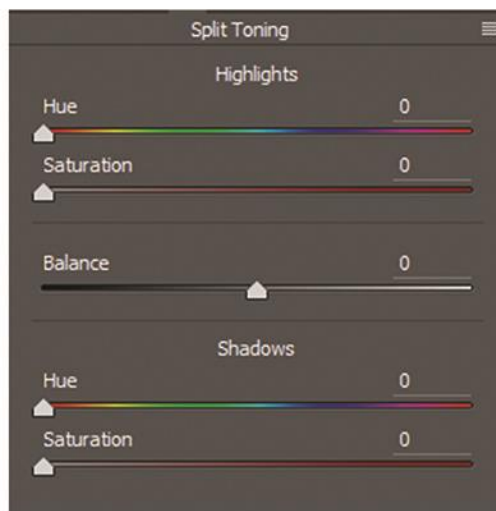 Split Toning
Highlights
Hue 0
Saturation 0
Balance 0
Shadows
Hue 0
Saturation 0